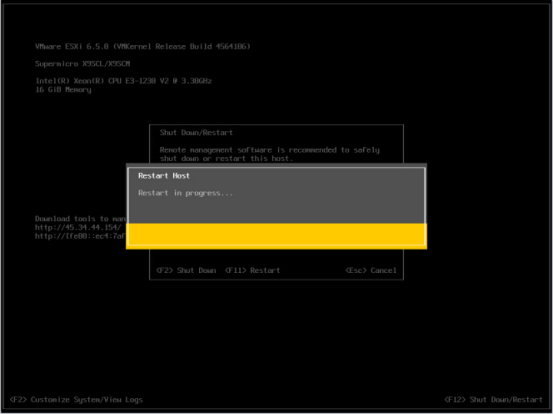 VMware ESXi 6.5.0 (VMKernel Release Build 4564106)
Supermicro X9SCL/X9SCM
Intel(R) Xeon(R) CPU E3-1230 V2 @ 3.30GHz
16 GiB Memory
Shut Down/Restart
Remote management software is recommended to safely
shut down or restart this host.
Restart Host
Restart in progress...
Download tools to man
http://45.34.44.154/
http://[fe80::ec4:7a
<F2> Shut Down <F11> Restart
<Esc> Cancel
<F2> Customize System/View Logs
<F12> Shut Down/Restart